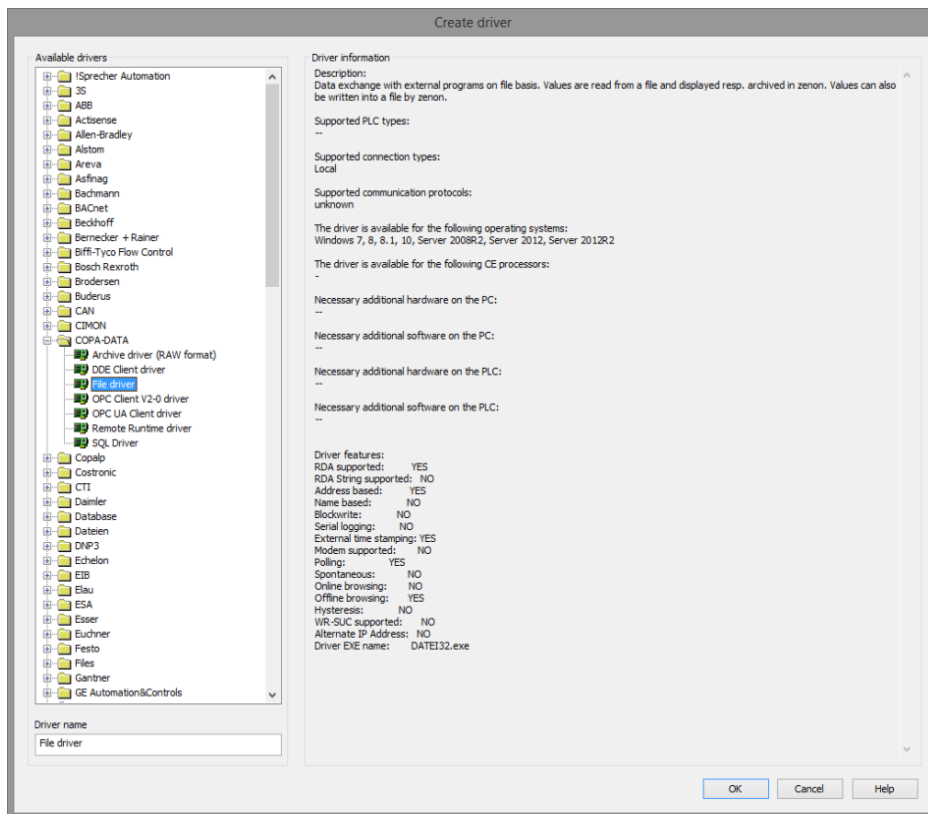 Create driver
Available drivers
!Sprecher Automation
3S
ABB
Actisense
Allen-Bradley
Alstom
Areva
Asfinag
Bachmann
BACnet
Beckhoff
Bernecker + Rainer
Biffi-Tyco Flow Control
Bosch Rexroth
Brodersen
Buderus
CAN
CIMON
COPA-DATA
Archive driver (RAW format)
DDE Client driver
File driver
OPC Client V2-0 driver
OPC UA Client driver
Remote Runtime driver
SQL Driver
Copalp
Costronic
CTI
Daimler
Database
Dateien
DNP3
Echelon
EIB
Elau
ESA
Esser
Euchner
Festo
Files
Gantner
GE Automation&Controls
Driver name
File driver
Driver information
Description:
Data exchange with external programs on file basis. Values are read from a file and displayed resp. archived in zenon. Values can also
be written into a file by zenon.
Supported PLC types:
--
Supported connection types:
Local
Supported communication protocols:
unknown
The driver is available for the following operating systems:
Windows 7, 8, 8.1, 10, Server 2008R2, Server 2012, Server 2012R2
The driver is available for the following CE processors:
-
Necessary additional hardware on the PC:
--
Necessary additional software on the PC:
--
Necessary additional hardware on the PLC:
--
Necessary additional software on the PLC:
--
Driver features:
RDA supported: YES
RDA String supported: NO
Address based: YES
Name based: NO
Blockwrite: NO
Serial logging: NO
External time stamping: YES
Modem supported: NO
Polling: YES
Spontaneous: NO
Online browsing: NO
Offline browsing: YES
Hysteresis: NO
WR-SUC supported: NO
Alternate IP Address: NO
Driver EXE name: DATEI32.exe
OK
Cancel
Help